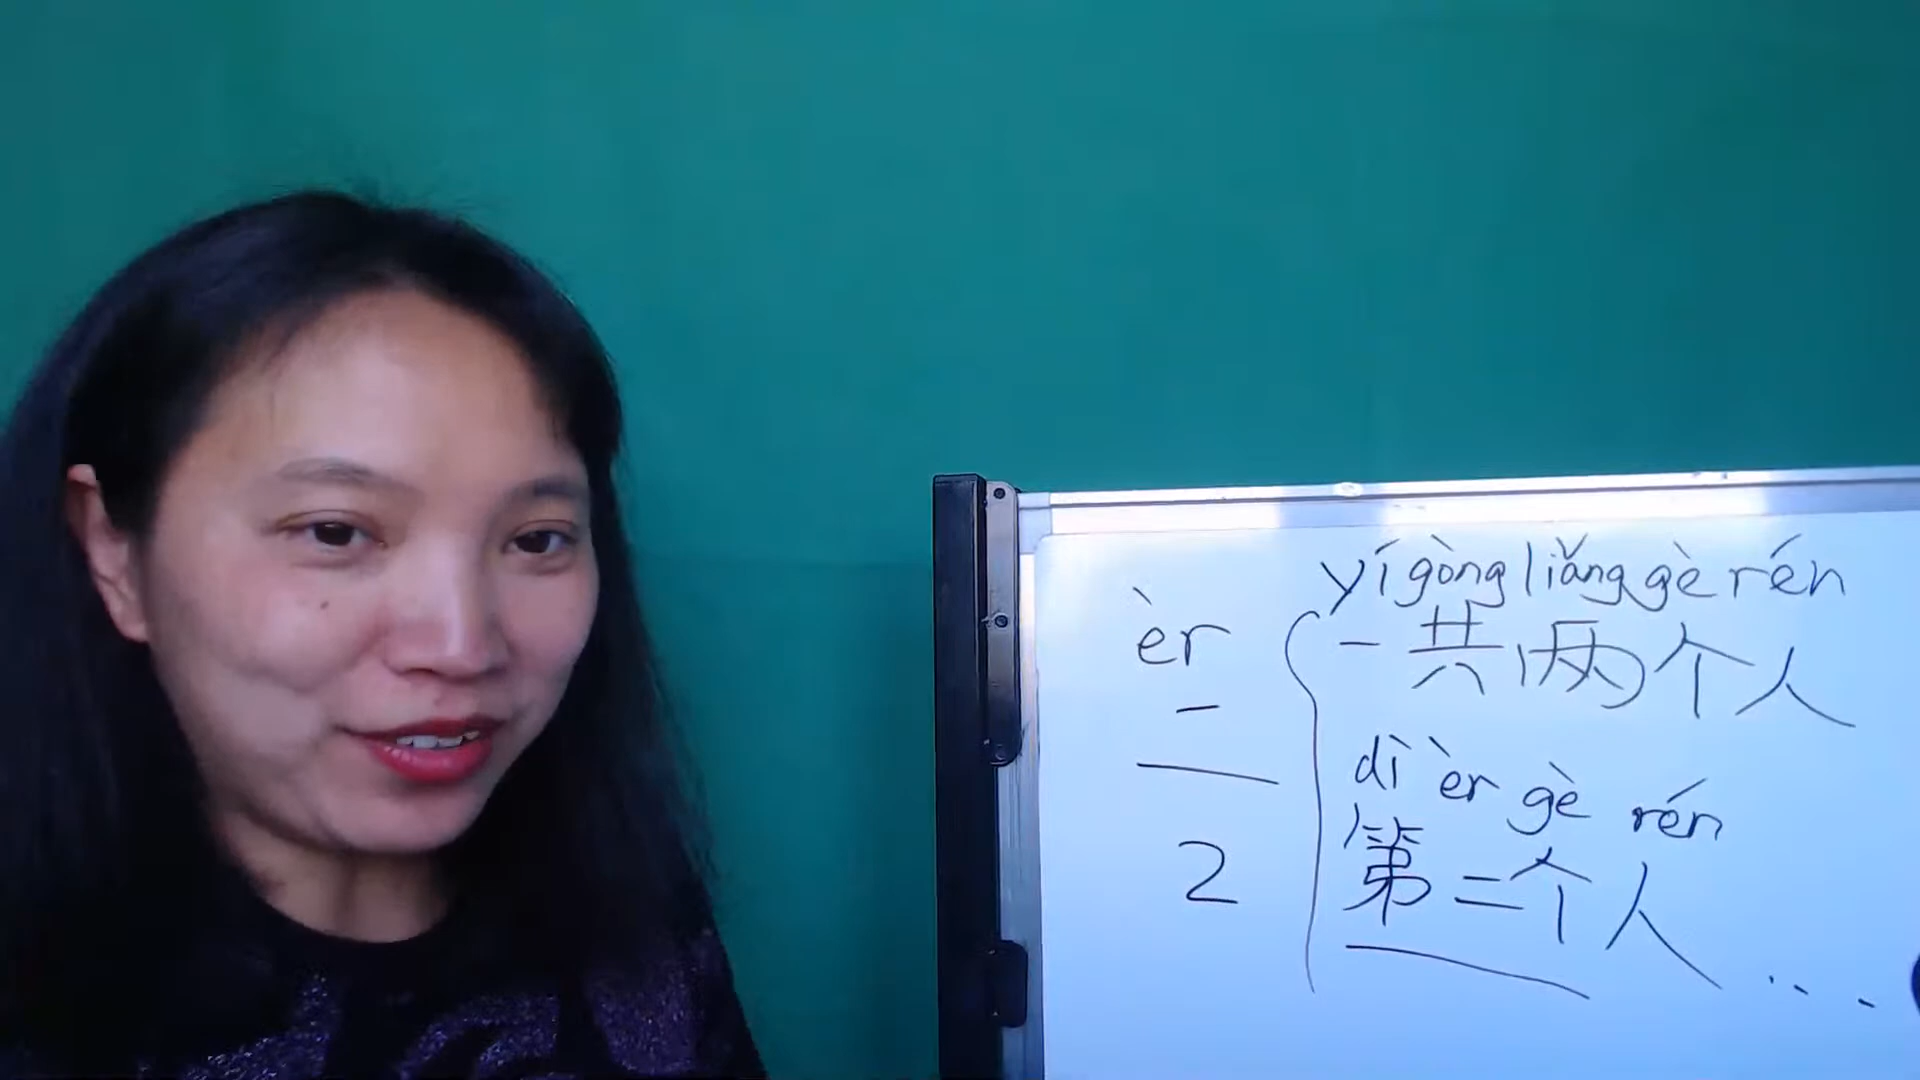 èr
二
2
yígòng liǎng gè rén
一共两个人
dì èr gè rén
第二个人...